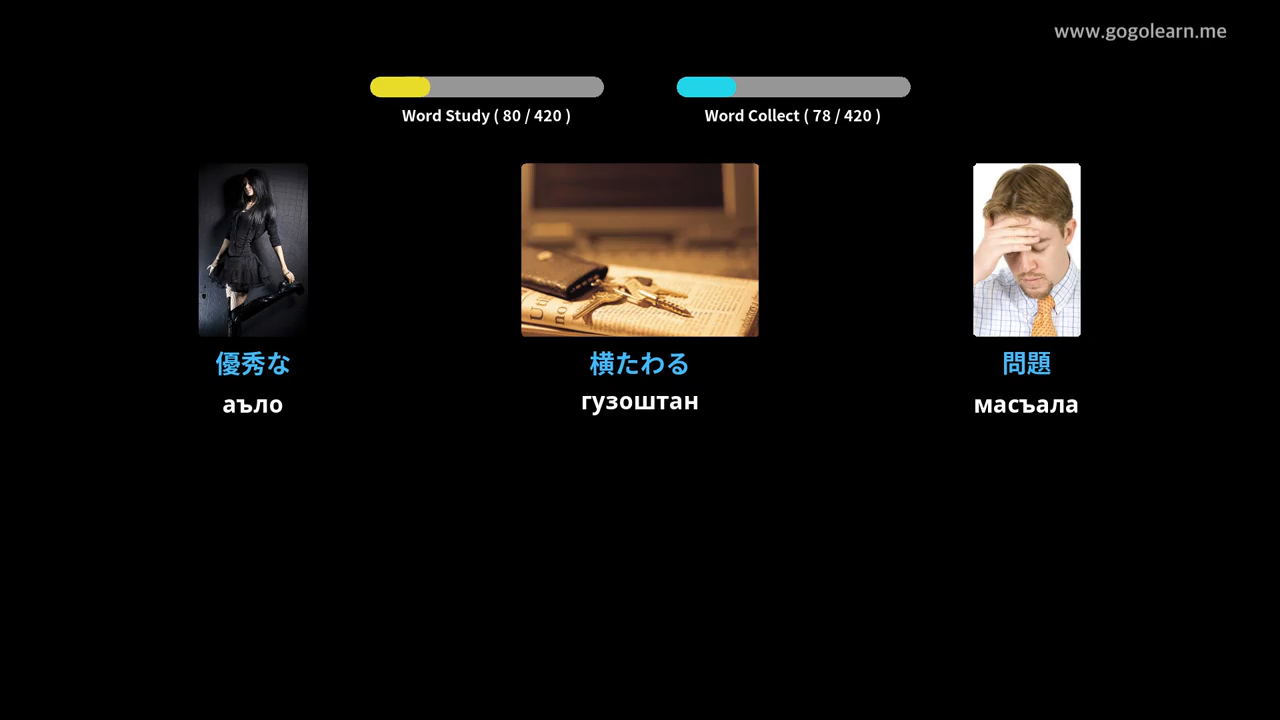 www.gogolearn.me
Word Study ( 80 / 420 )
Word Collect ( 78 / 420 )
優秀な
横たわる
問題
аъло
гузоштан
масъала